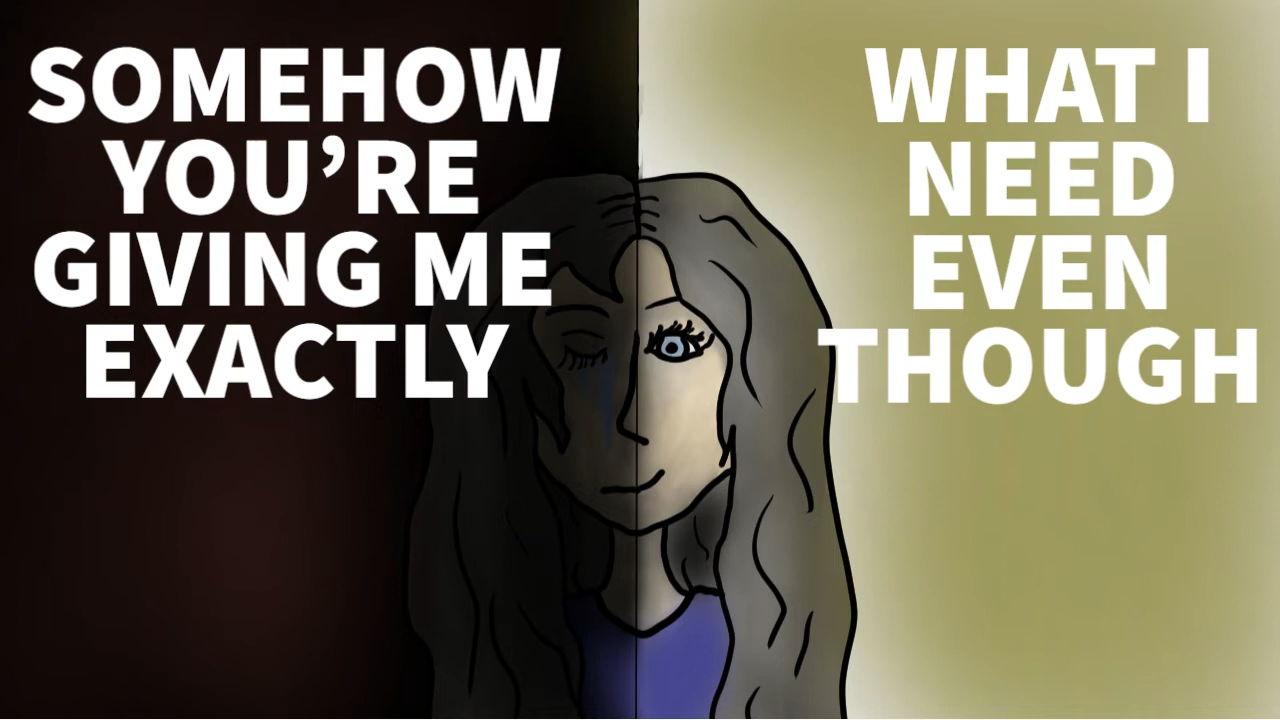 SOMEHOW
YOU’RE
GIVING ME
EXACTLY
WHAT I
NEED
EVEN
THOUGH